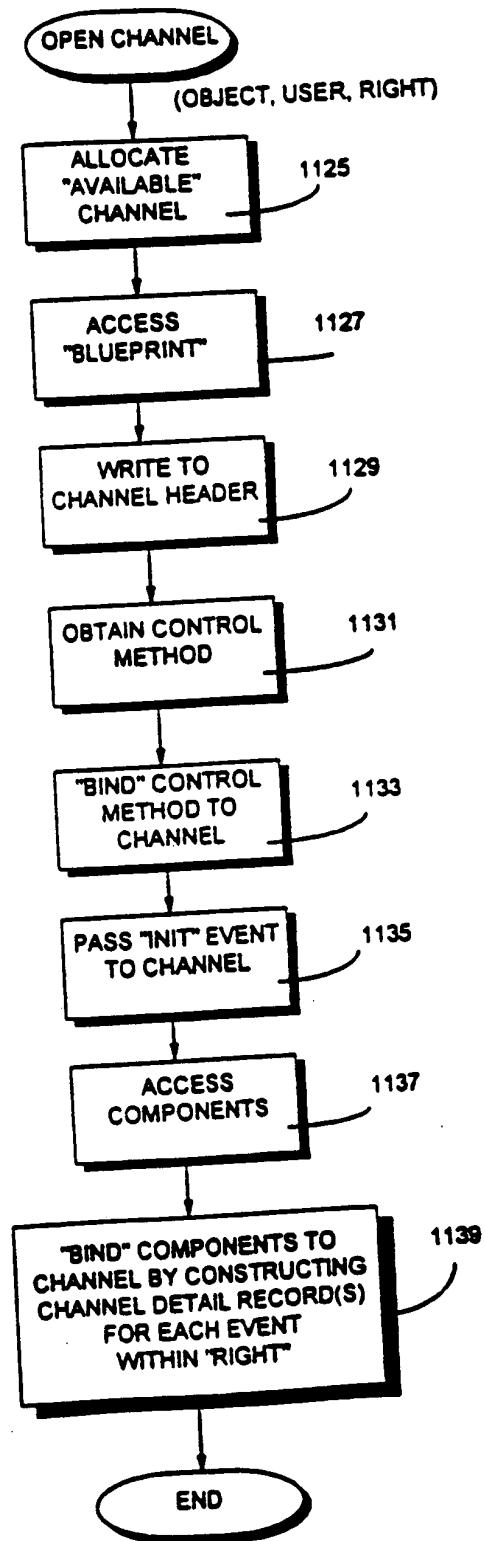 OPEN CHANNEL
(OBJECT, USER, RIGHT)
ALLOCATE
"AVAILABLE"
CHANNEL
1125
ACCESS
"BLUEPRINT"
1127
WRITE TO
CHANNEL HEADER
1129
OBTAIN CONTROL
METHOD
1131
"BIND" CONTROL
METHOD TO
CHANNEL
1133
PASS "INIT" EVENT
TO CHANNEL
1135
ACCESS
COMPONENTS
1137
"BIND" COMPONENTS TO
CHANNEL BY CONSTRUCTING
CHANNEL DETAIL RECORD(S)
FOR EACH EVENT
WITHIN "RIGHT"
1139
END